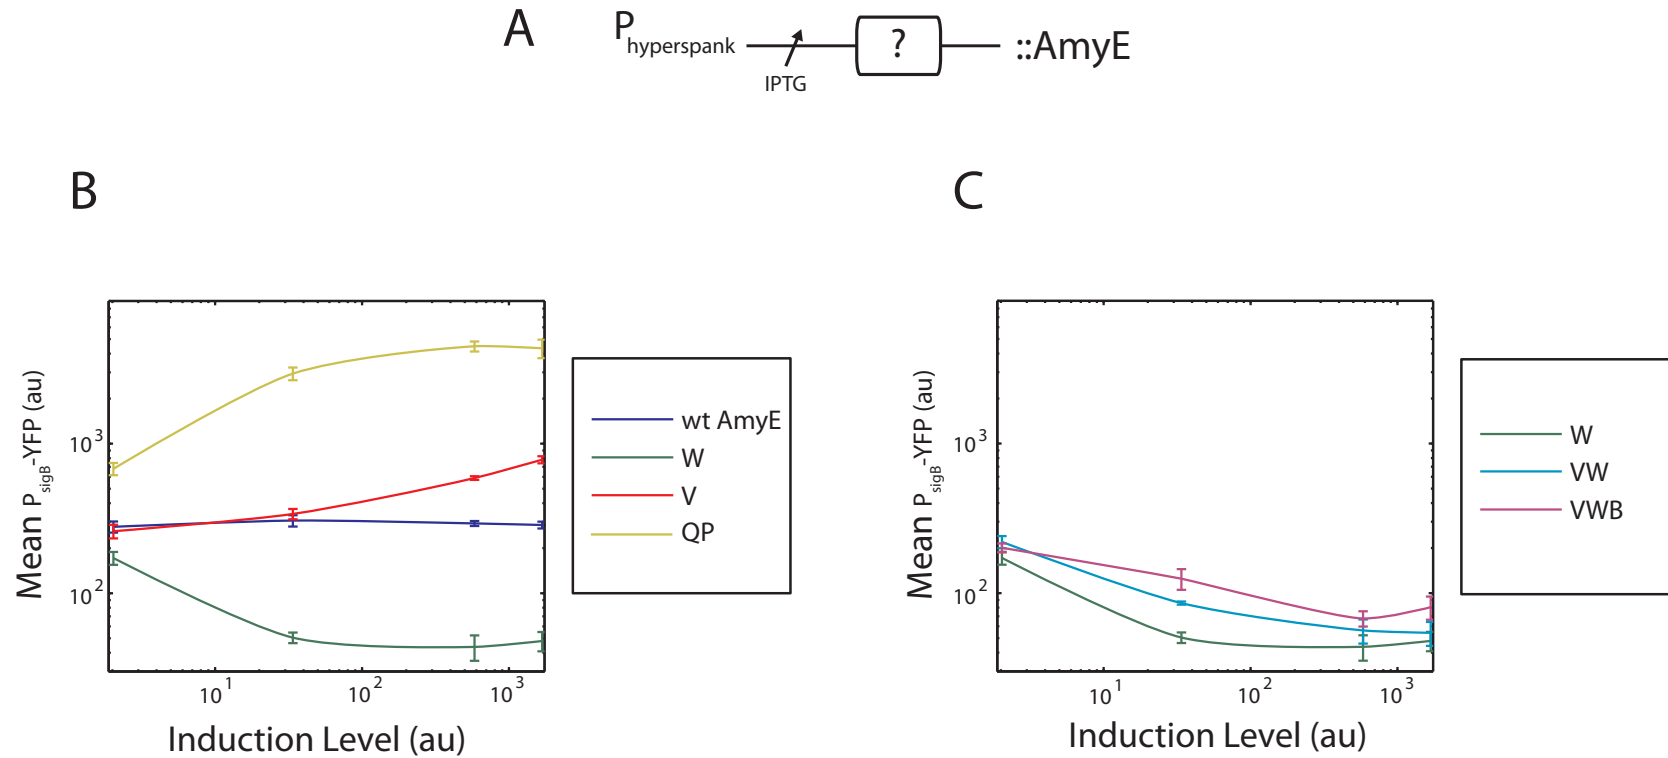 A
P hyperspank
?
::AmyE
IPTG
B
C
Mean P sigB -YFP (au)
10^3
10^2
10^1
10^2
10^3
Induction Level (au)
wt AmyE
W
V
QP
Mean P sigB -YFP (au)
10^3
10^2
10^1
10^2
10^3
Induction Level (au)
W
VW
VWB